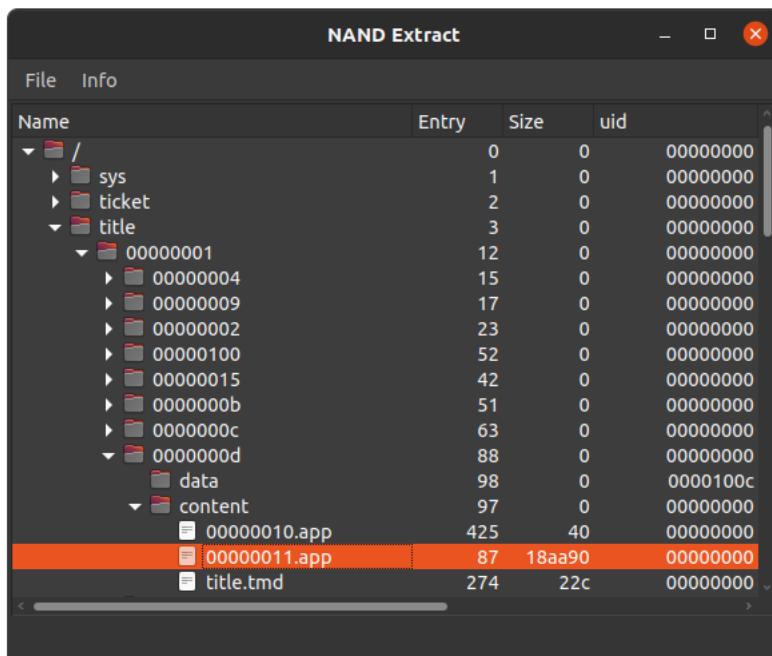 NAND Extract
File Info
Name Entry Size uid
/ 0 0 00000000
sys 1 0 00000000
ticket 2 0 00000000
title 3 0 00000000
00000001 12 0 00000000
00000004 15 0 00000000
00000009 17 0 00000000
00000002 23 0 00000000
00000100 52 0 00000000
00000015 42 0 00000000
0000000b 51 0 00000000
0000000c 63 0 00000000
0000000d 88 0 00000000
data 98 0 0000100c
content 97 0 00000000
00000010.app 425 40 00000000
00000011.app 87 18aa90 00000000
title.tmd 274 22c 00000000